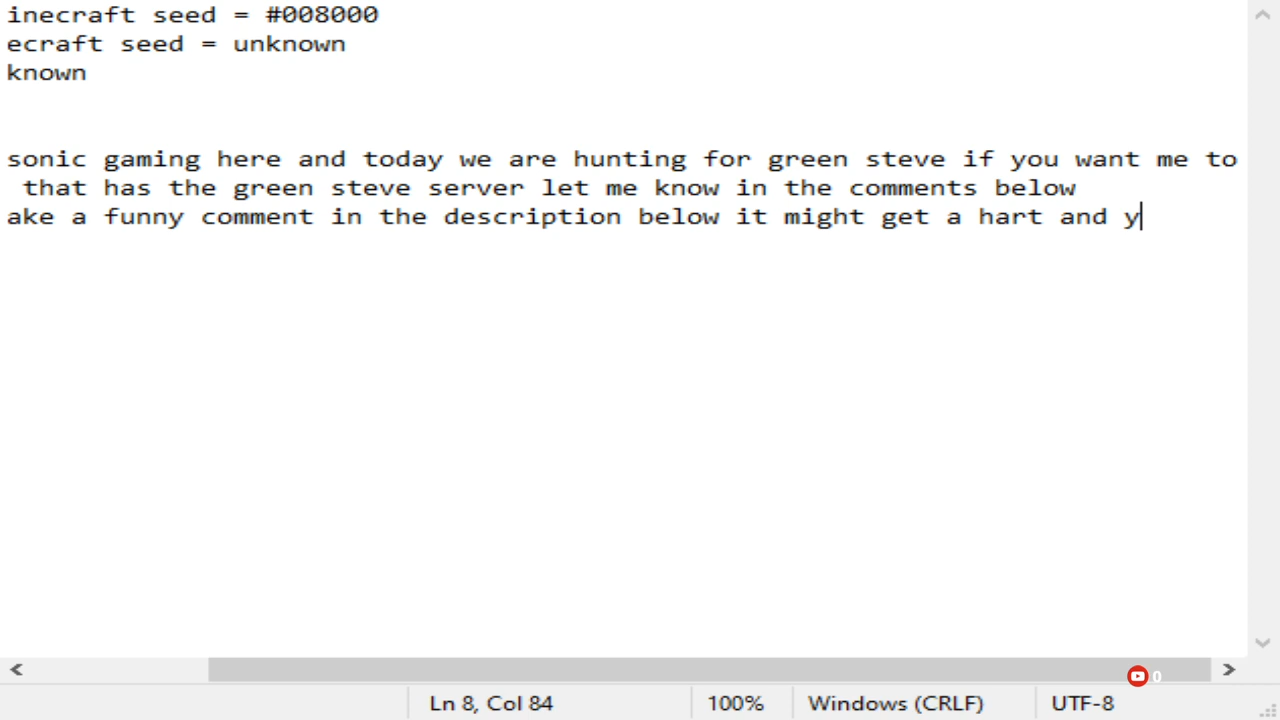 inecraft seed = #008000
ecraft seed = unknown
known
sonic gaming here and today we are hunting for green steve if you want me to
that has the green steve server let me know in the comments below
ake a funny comment in the description below it might get a hart and y
0
Ln 8, Col 84 100% Windows (CRLF) UTF-8